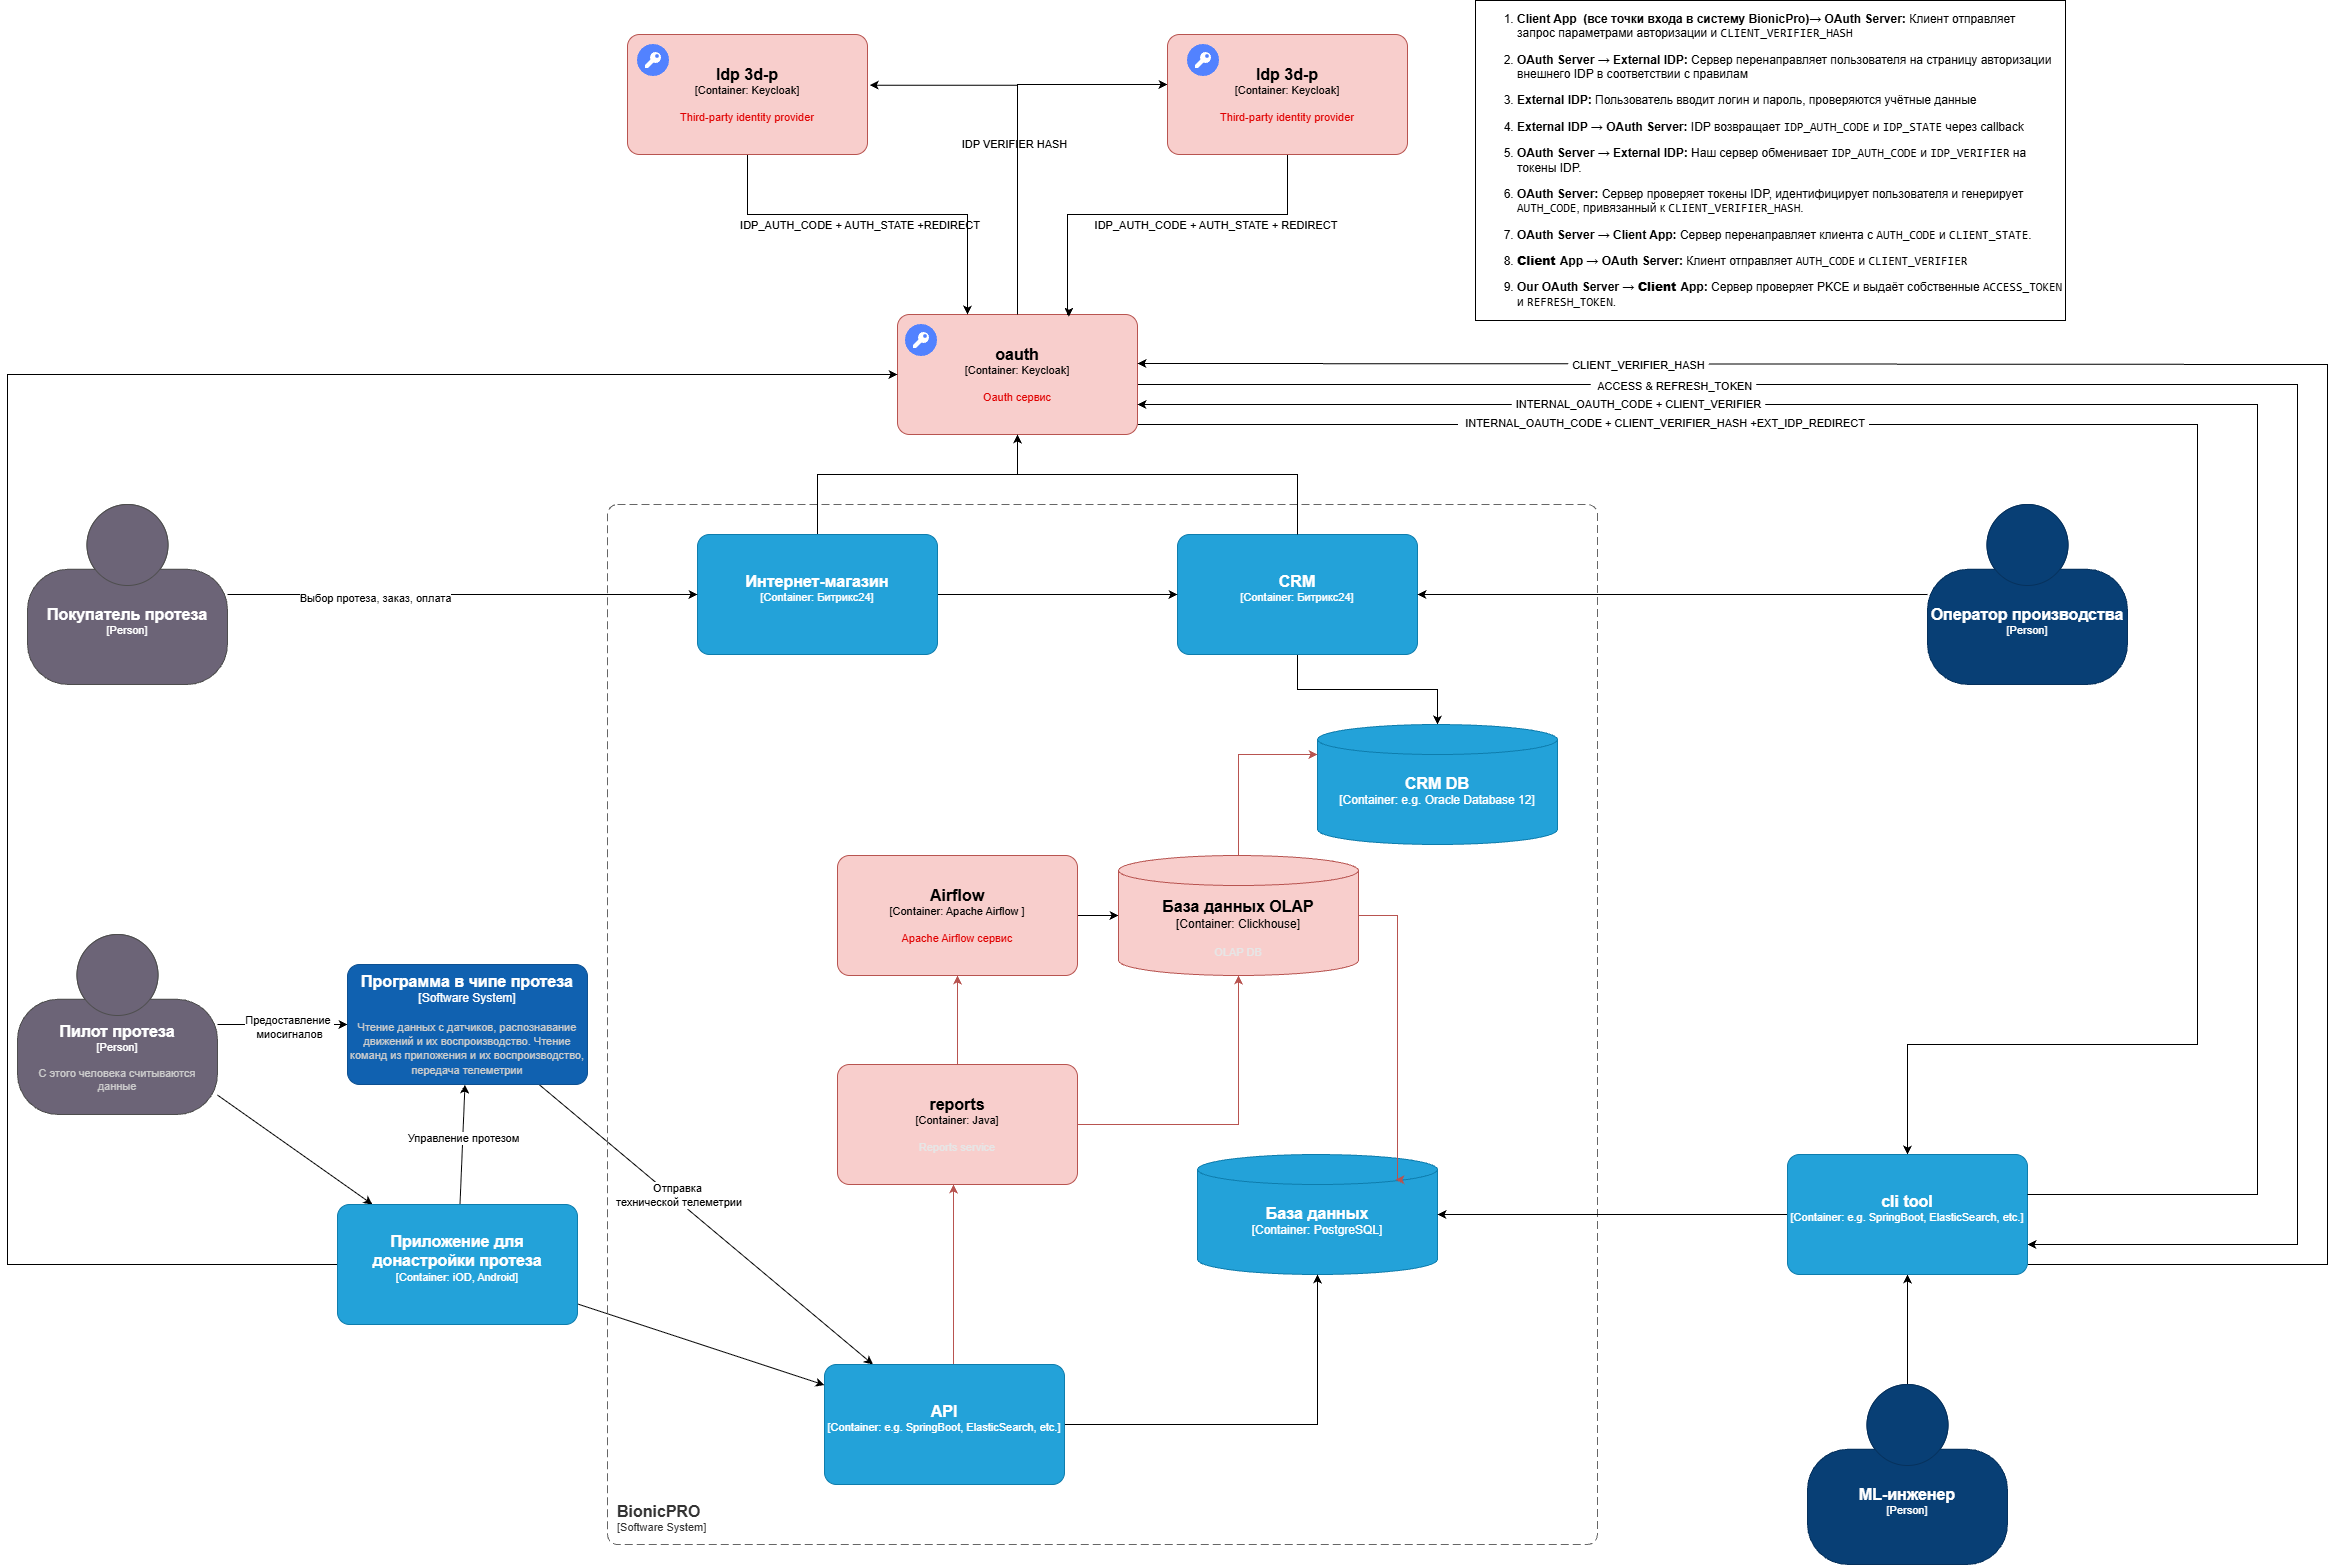 1. Client App (все точки входа в систему BionicPro)→ OAuth Server: Клиент отправляет
запрос параметрами авторизации и CLIENT_VERIFIER_HASH
2. OAuth Server → External IDP: Сервер перенаправляет пользователя на страницу авторизации
внешнего IDP в соответствии с правилам
3. External IDP: Пользователь вводит логин и пароль, проверяются учётные данные
4. External IDP → OAuth Server: IDP возвращает IDP_AUTH_CODE и IDP_STATE через callback
5. OAuth Server → External IDP: Наш сервер обменивает IDP_AUTH_CODE и IDP_VERIFIER на
токены IDP.
6. OAuth Server: Сервер проверяет токены IDP, идентифицирует пользователя и генерирует
AUTH_CODE, привязанный к CLIENT_VERIFIER_HASH.
7. OAuth Server → Client App: Сервер перенаправляет клиента с AUTH_CODE и CLIENT_STATE.
8. Client App → OAuth Server: Клиент отправляет AUTH_CODE и CLIENT_VERIFIER
9. Our OAuth Server → Client App: Сервер проверяет PKCE и выдаёт собственные ACCESS_TOKEN
и REFRESH_TOKEN.
Idp 3d-p
[Container: Keycloak]
Third-party identity provider
Idp 3d-p
[Container: Keycloak]
Third-party identity provider
IDP VERIFIER HASH
IDP_AUTH_CODE + AUTH_STATE +REDIRECT
IDP_AUTH_CODE + AUTH_STATE + REDIRECT
oauth
[Container: Keycloak]
Oauth сервис
CLIENT_VERIFIER_HASH
ACCESS & REFRESH_TOKEN
INTERNAL_OAUTH_CODE + CLIENT_VERIFIER
INTERNAL_OAUTH_CODE + CLIENT_VERIFIER_HASH +EXT_IDP_REDIRECT
Покупатель протеза
[Person]
Выбор протеза, заказ, оплата
Интернет-магазин
[Container: Битрикс24]
CRM
[Container: Битрикс24]
Оператор производства
[Person]
CRM DB
[Container: e.g. Oracle Database 12]
Airflow
[Container: Apache Airflow ]
Apache Airflow сервис
База данных OLAP
[Container: Clickhouse]
OLAP DB
Пилот протеза
[Person]
С этого человека считываются
данные
Предоставление
миосигналов
Программа в чипе протеза
[Software System]
Чтение данных с датчиков, распознавание
движений и их воспроизводство. Чтение
команд из приложения и их воспроизводство,
передача телеметрии
Управление протезом
reports
[Container: Java]
Reports service
Отправка
технической телеметрии
База данных
[Container: PostgreSQL]
cli tool
[Container: e.g. SpringBoot, ElasticSearch, etc.]
Приложение для
донастройки протеза
[Container: iOD, Android]
API
[Container: e.g. SpringBoot, ElasticSearch, etc.]
ML-инженер
[Person]
BionicPRO
[Software System]